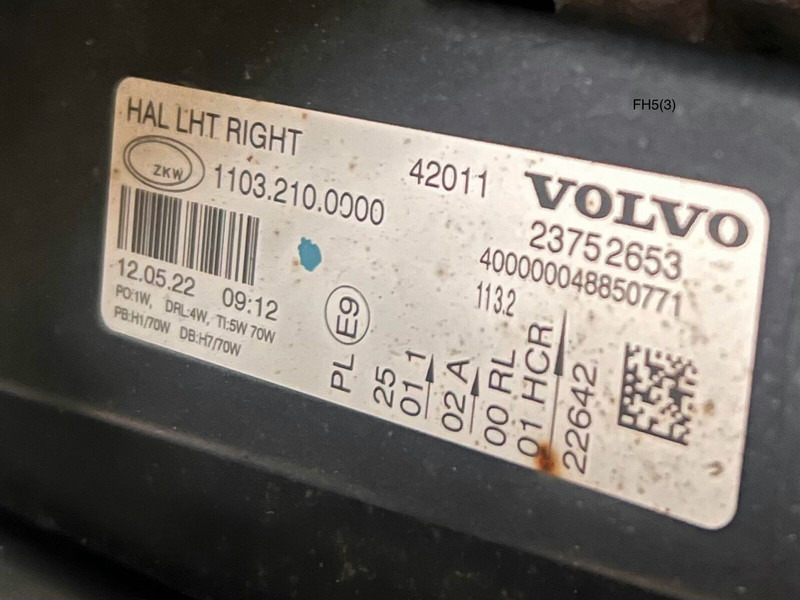 FH5(3)
HAL LHT RIGHT
ZKW
1103.210.0000
42011
VOLVO
23752653
400000048850771
12.05.22 09:12
PO:1W, DRL:4W, TI:5W 70W
PB:H1/70W DB:H7/70W
113.2
E9
PL
25
01 1
02 A
00 RL
01 HCR
22642